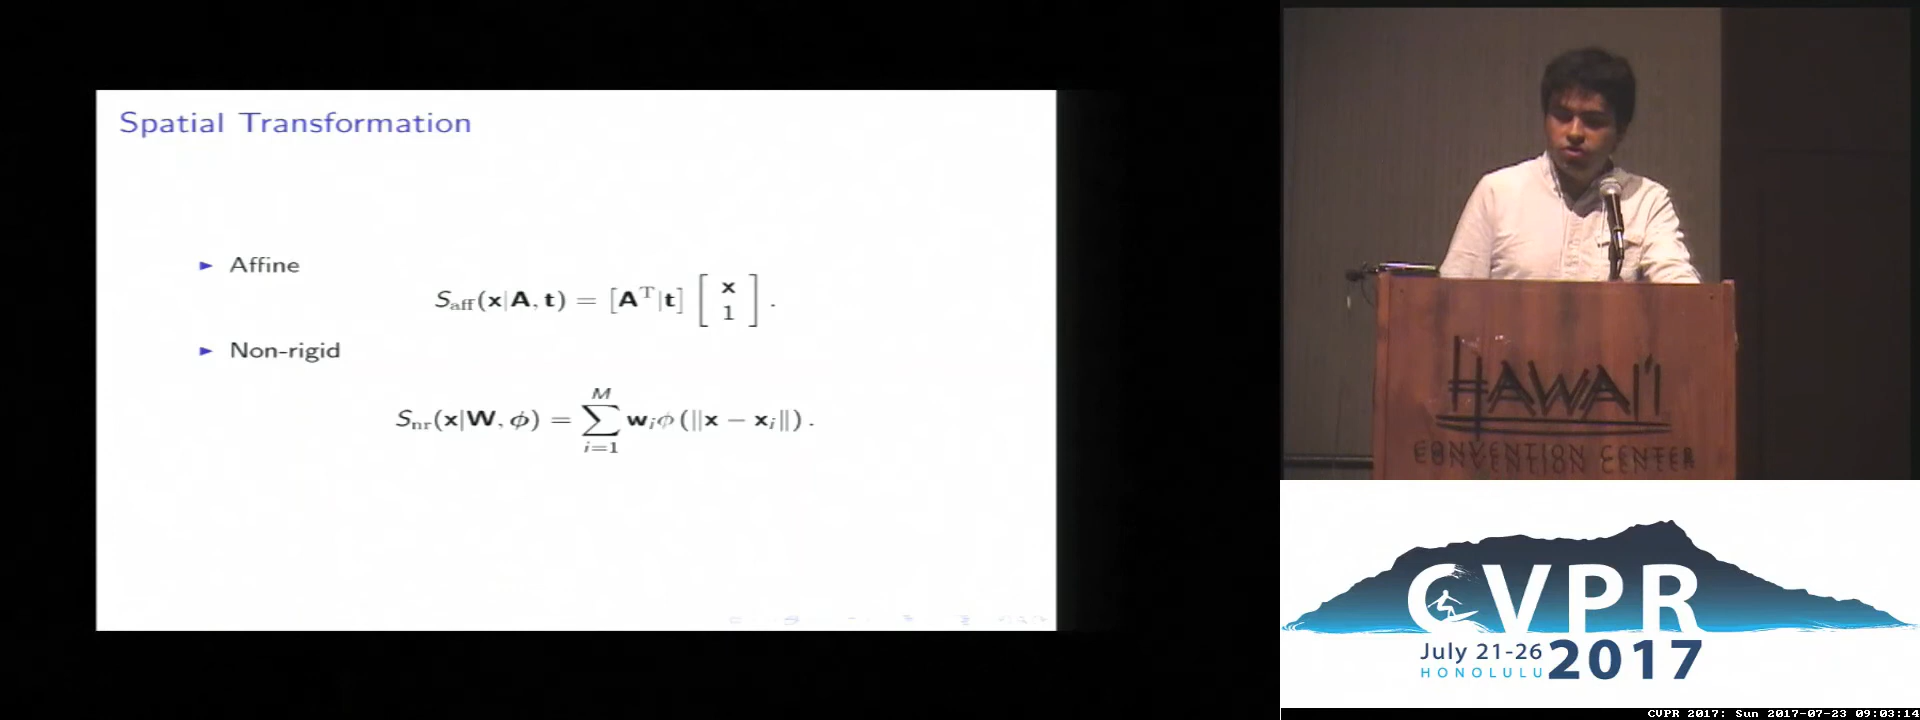 Spatial Transformation
► Affine
S_aff(x|A, t) = [A^T|t] [ x 1 ] .
► Non-rigid
S_nr(x|W, ϕ) = ∑_{i=1}^{M} w_i ϕ (‖x − x_i‖) .
HAWAI'I
CONVENTION CENTER
CVPR
July 21-26
HONOLULU
2017
CVPR 2017: Sun 2017-07-23 09:03:14